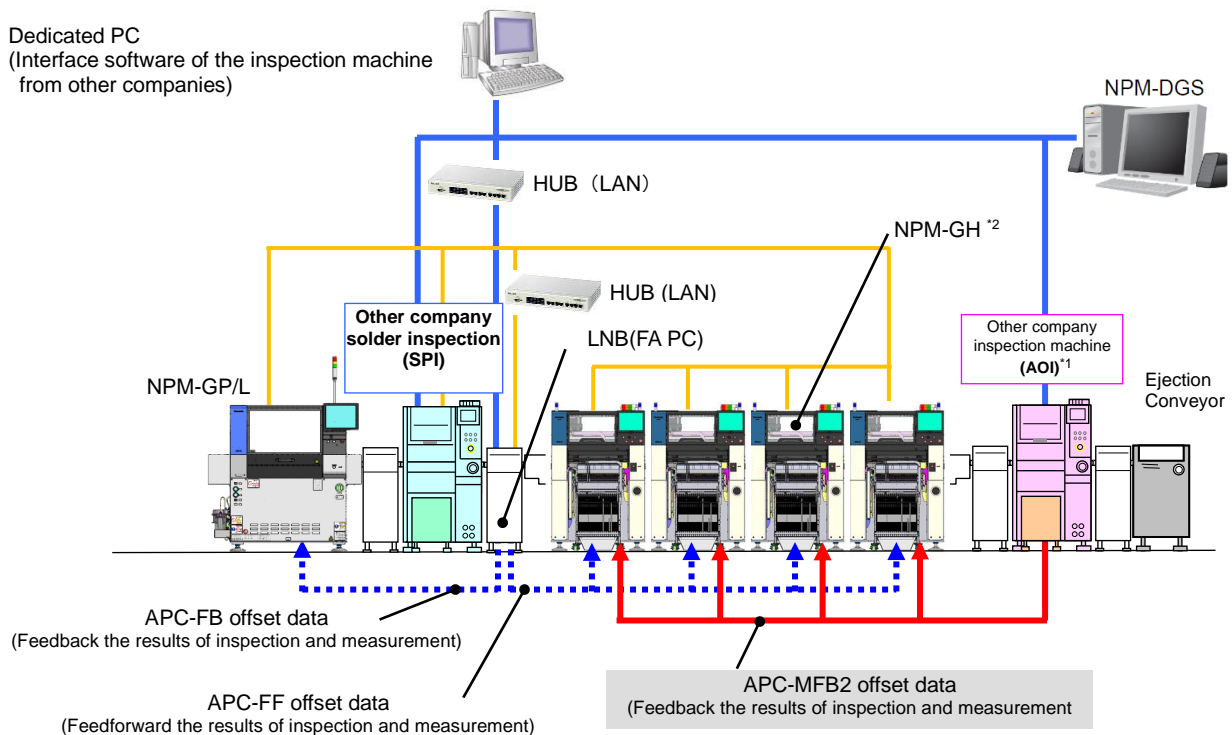 Dedicated PC
(Interface software of the inspection machine
from other companies)
NPM-DGS
HUB（LAN）
NPM-GH *2
HUB (LAN)
Other company
solder inspection
(SPI)
LNB(FA PC)
Other company
inspection machine
(AOI)*1
NPM-GP/L
Ejection
Conveyor
APC-FB offset data
(Feedback the results of inspection and measurement)
APC-FF offset data
(Feedforward the results of inspection and measurement)
APC-MFB2 offset data
(Feedback the results of inspection and measurement